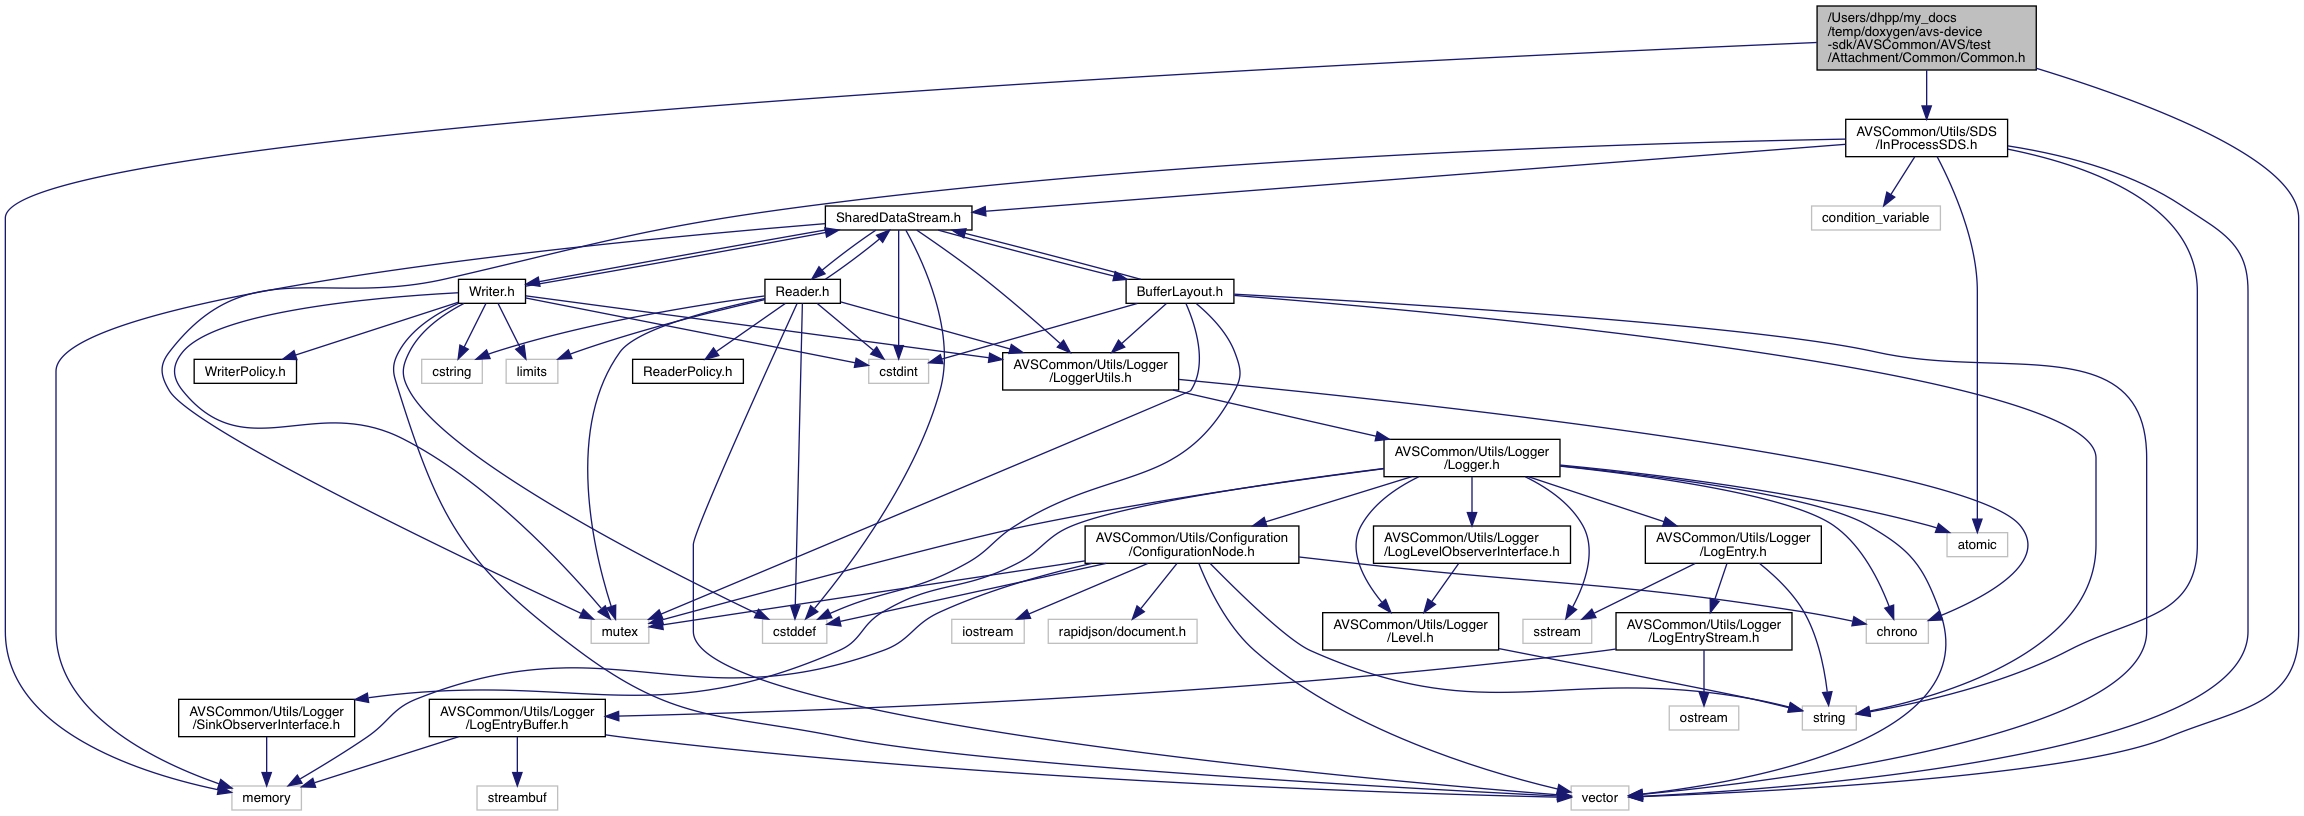 /Users/dhpp/my_docs
/temp/doxygen/avs-device
-sdk/AVSCommon/AVS/test
/Attachment/Common/Common.h
AVSCommon/Utils/SDS
/InProcessSDS.h
SharedDataStream.h
condition_variable
Writer.h
Reader.h
BufferLayout.h
WriterPolicy.h
cstring
limits
ReaderPolicy.h
cstdint
AVSCommon/Utils/Logger
/LoggerUtils.h
AVSCommon/Utils/Logger
/Logger.h
AVSCommon/Utils/Configuration
/ConfigurationNode.h
AVSCommon/Utils/Logger
/LogLevelObserverInterface.h
AVSCommon/Utils/Logger
/LogEntry.h
atomic
mutex
cstddef
iostream
rapidjson/document.h
AVSCommon/Utils/Logger
/Level.h
sstream
AVSCommon/Utils/Logger
/LogEntryStream.h
chrono
AVSCommon/Utils/Logger
/SinkObserverInterface.h
AVSCommon/Utils/Logger
/LogEntryBuffer.h
ostream
string
memory
streambuf
vector